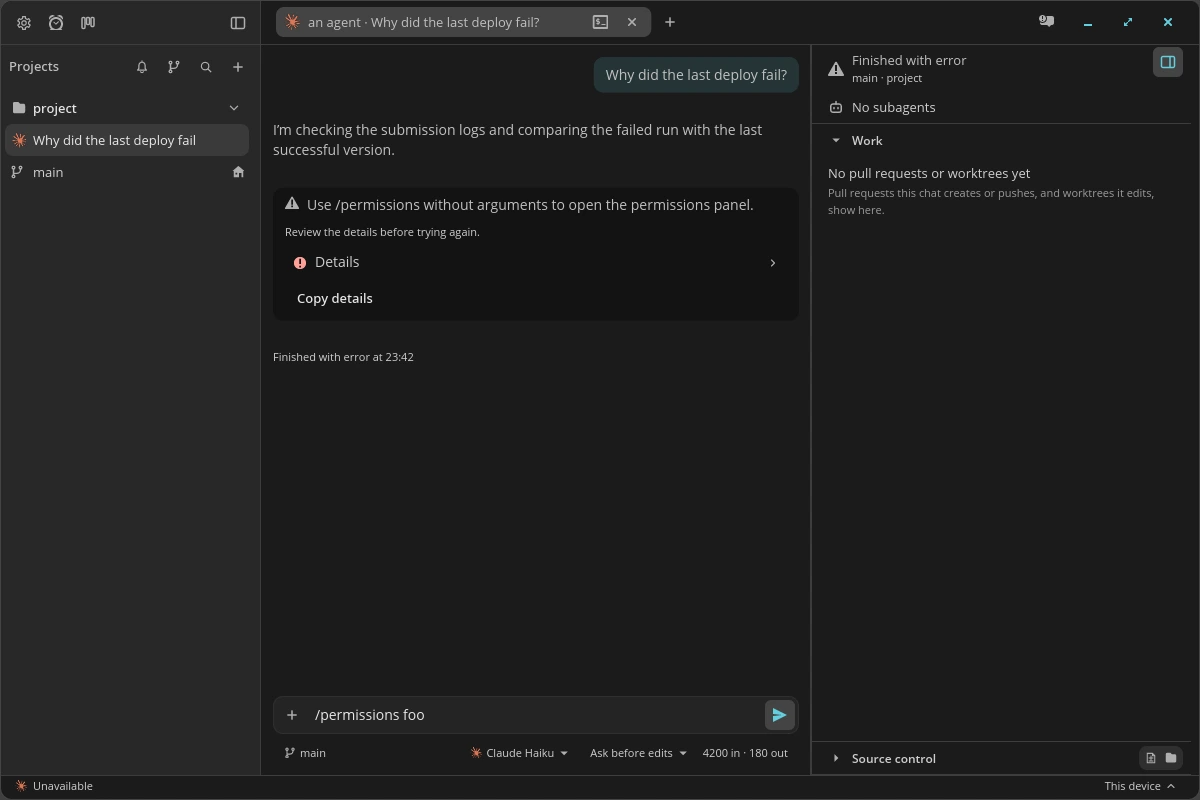 an agent · Why did the last deploy fail?
Projects
project
Why did the last deploy fail
main
Why did the last deploy fail?
I'm checking the submission logs and comparing the failed run with the last
successful version.
Use /permissions without arguments to open the permissions panel.
Review the details before trying again.
Details
Copy details
Finished with error at 23:42
/permissions foo
main
Claude Haiku
Ask before edits
4200 in · 180 out
Finished with error
main · project
No subagents
Work
No pull requests or worktrees yet
Pull requests this chat creates or pushes, and worktrees it edits,
show here.
Source control
Unavailable
This device